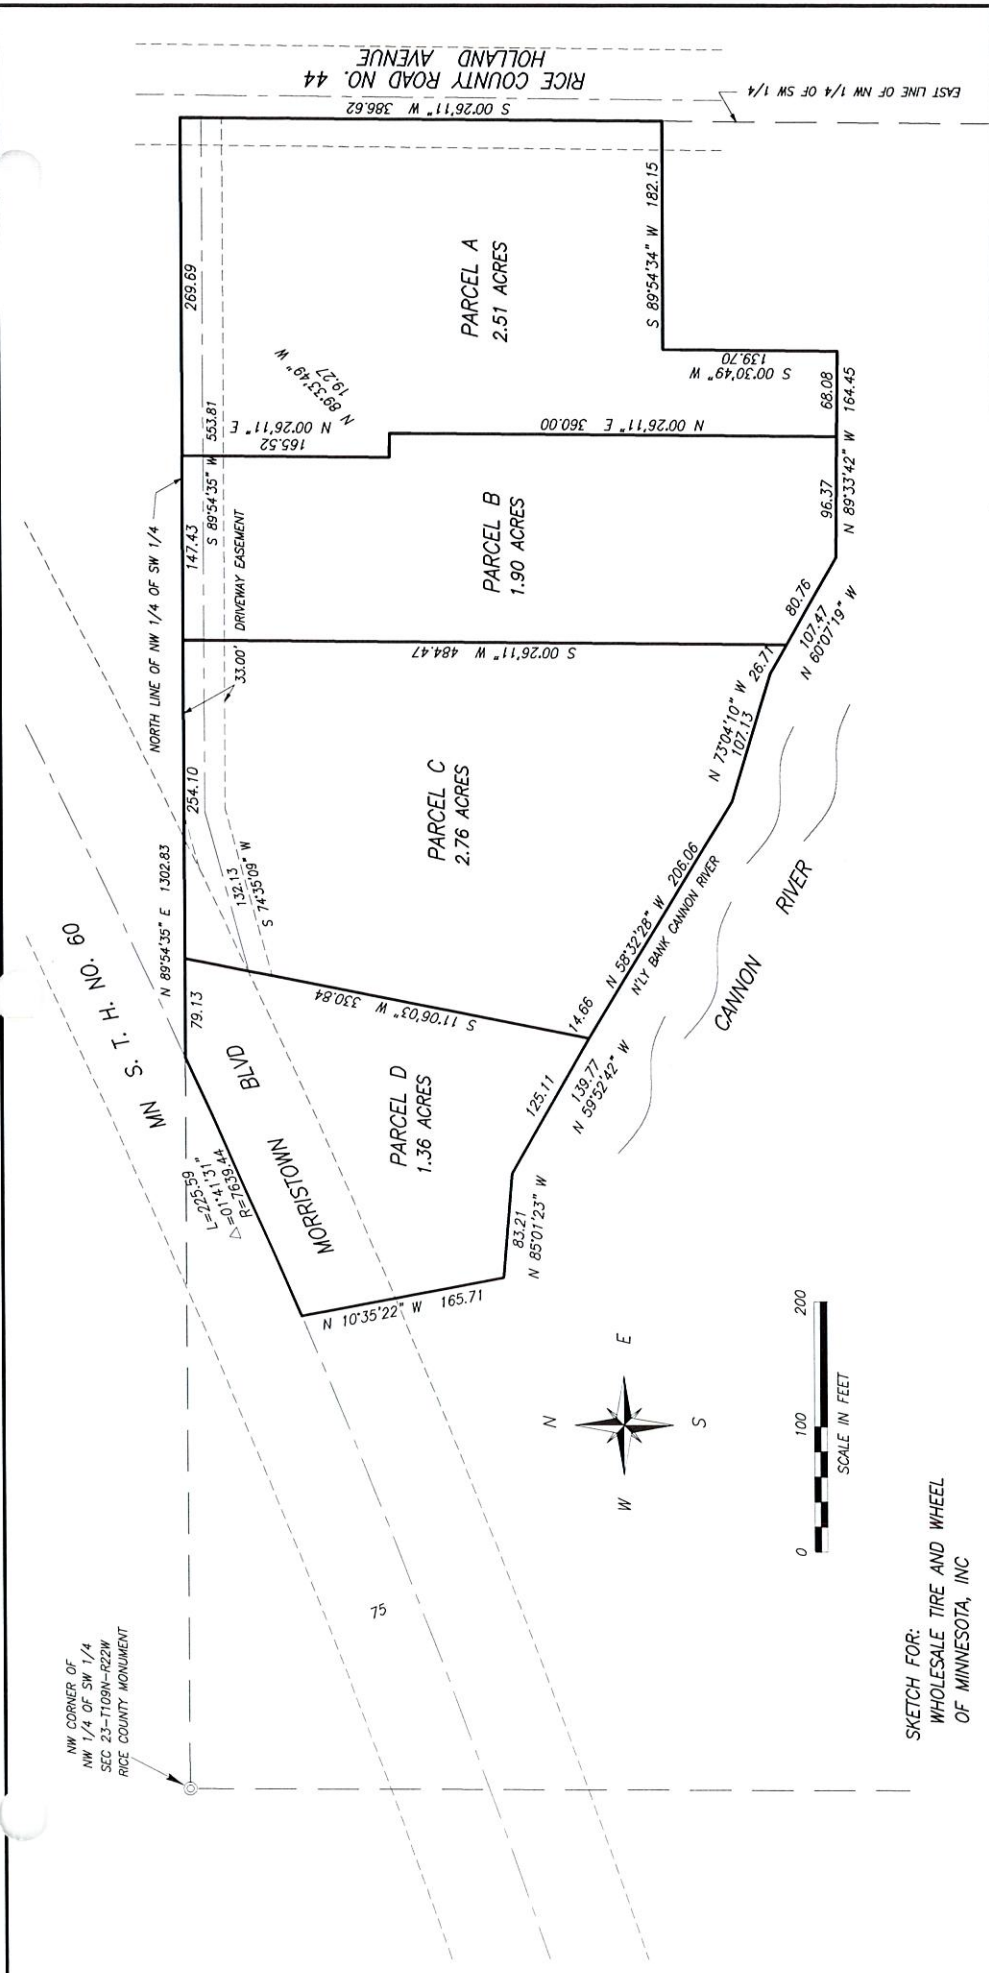 NW CORNER OF
NW 1/4 OF SW 1/4
SEC 23-T109N-R22W
RICE COUNTY MONUMENT
MN S. T. H. NO. 60
N 89°54'35" E 1302.83
NORTH LINE OF NW 1/4 OF SW 1/4
79.13
254.10
147.43
269.69
S 89°54'35" W 553.81
33.00' DRIVEWAY EASEMENT
132.13
S 74°35'09" W
L=225.59
△=01°41'31"
R=7639.44
MORRISTOWN BLVD
75
N 10°35'22" W 165.71
PARCEL D
1.36 ACRES
S 11°06'03" W 330.84
PARCEL C
2.76 ACRES
S 00°26'11" W 484.47
PARCEL B
1.90 ACRES
N 00°26'11" E
165.52
N 89°33'49" W
19.27
N 00°26'11" E 360.00
PARCEL A
2.51 ACRES
S 00°26'11" W 386.62
RICE COUNTY ROAD NO. 44
HOLLAND AVENUE
EAST LINE OF NW 1/4 OF SW 1/4
S 89°54'34" W 182.15
S 00°30'49" W
139.70
68.08
96.37
N 89°33'42" W 164.45
80.76
107.47
N 60°07'19" W
26.71
N 73°04'10" W
107.13
N 58°32'28" W 206.06
N'LY BANK CANNON RIVER
14.66
125.11
139.77
N 59°52'42" W
83.21
N 85°01'23" W
CANNON RIVER
N
E
S
W
0 100 200
SCALE IN FEET
SKETCH FOR:
WHOLESALE TIRE AND WHEEL
OF MINNESOTA, INC